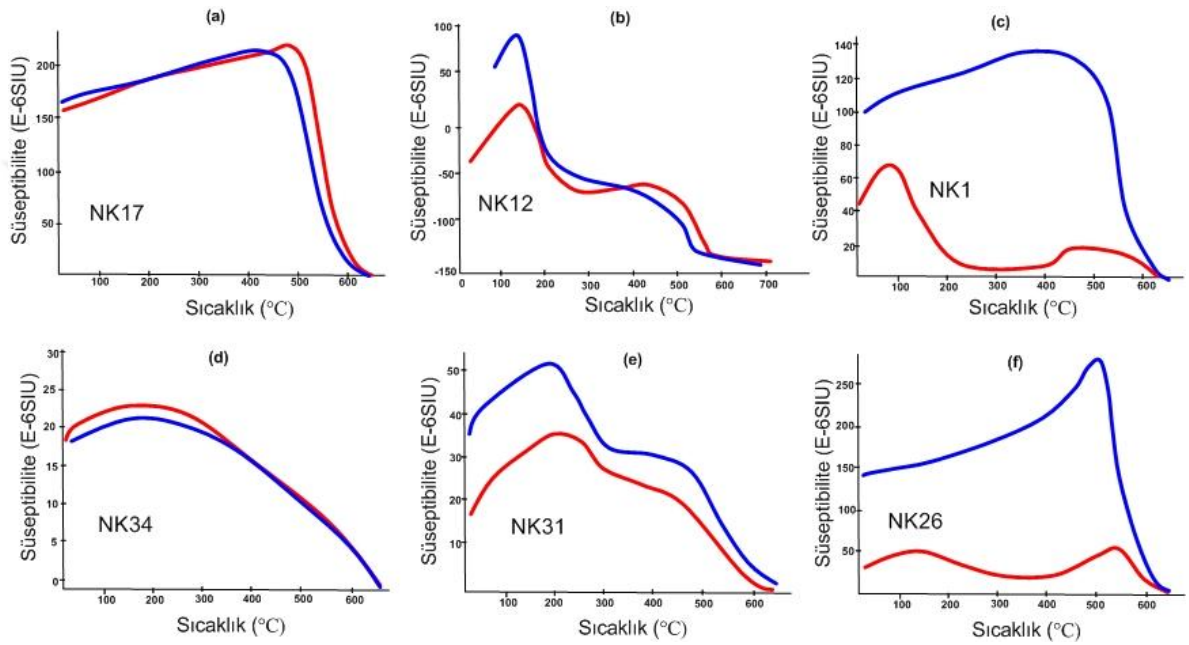 (a)
Süseptibilite (E-6SIU)
200
150
100
50
NK17
100 200 300 400 500 600
Sıcaklık (°C)
(b)
Süseptibilite (E-6SIU)
100
50
0
-50
-100
-150
NK12
0 100 200 300 400 500 600 700
Sıcaklık (°C)
(c)
Süseptibilite (E-6SIU)
140
120
100
80
60
40
20
NK1
100 200 300 400 500 600
Sıcaklık (°C)
(d)
Süseptibilite (E-6SIU)
30
25
20
15
10
5
0
NK34
100 200 300 400 500 600
Sıcaklık (°C)
(e)
Süseptibilite (E-6SIU)
50
40
30
20
10
NK31
100 200 300 400 500 600
Sıcaklık (°C)
(f)
Süseptibilite (E-6SIU)
250
200
150
100
50
NK26
100 200 300 400 500 600
Sıcaklık (°C)